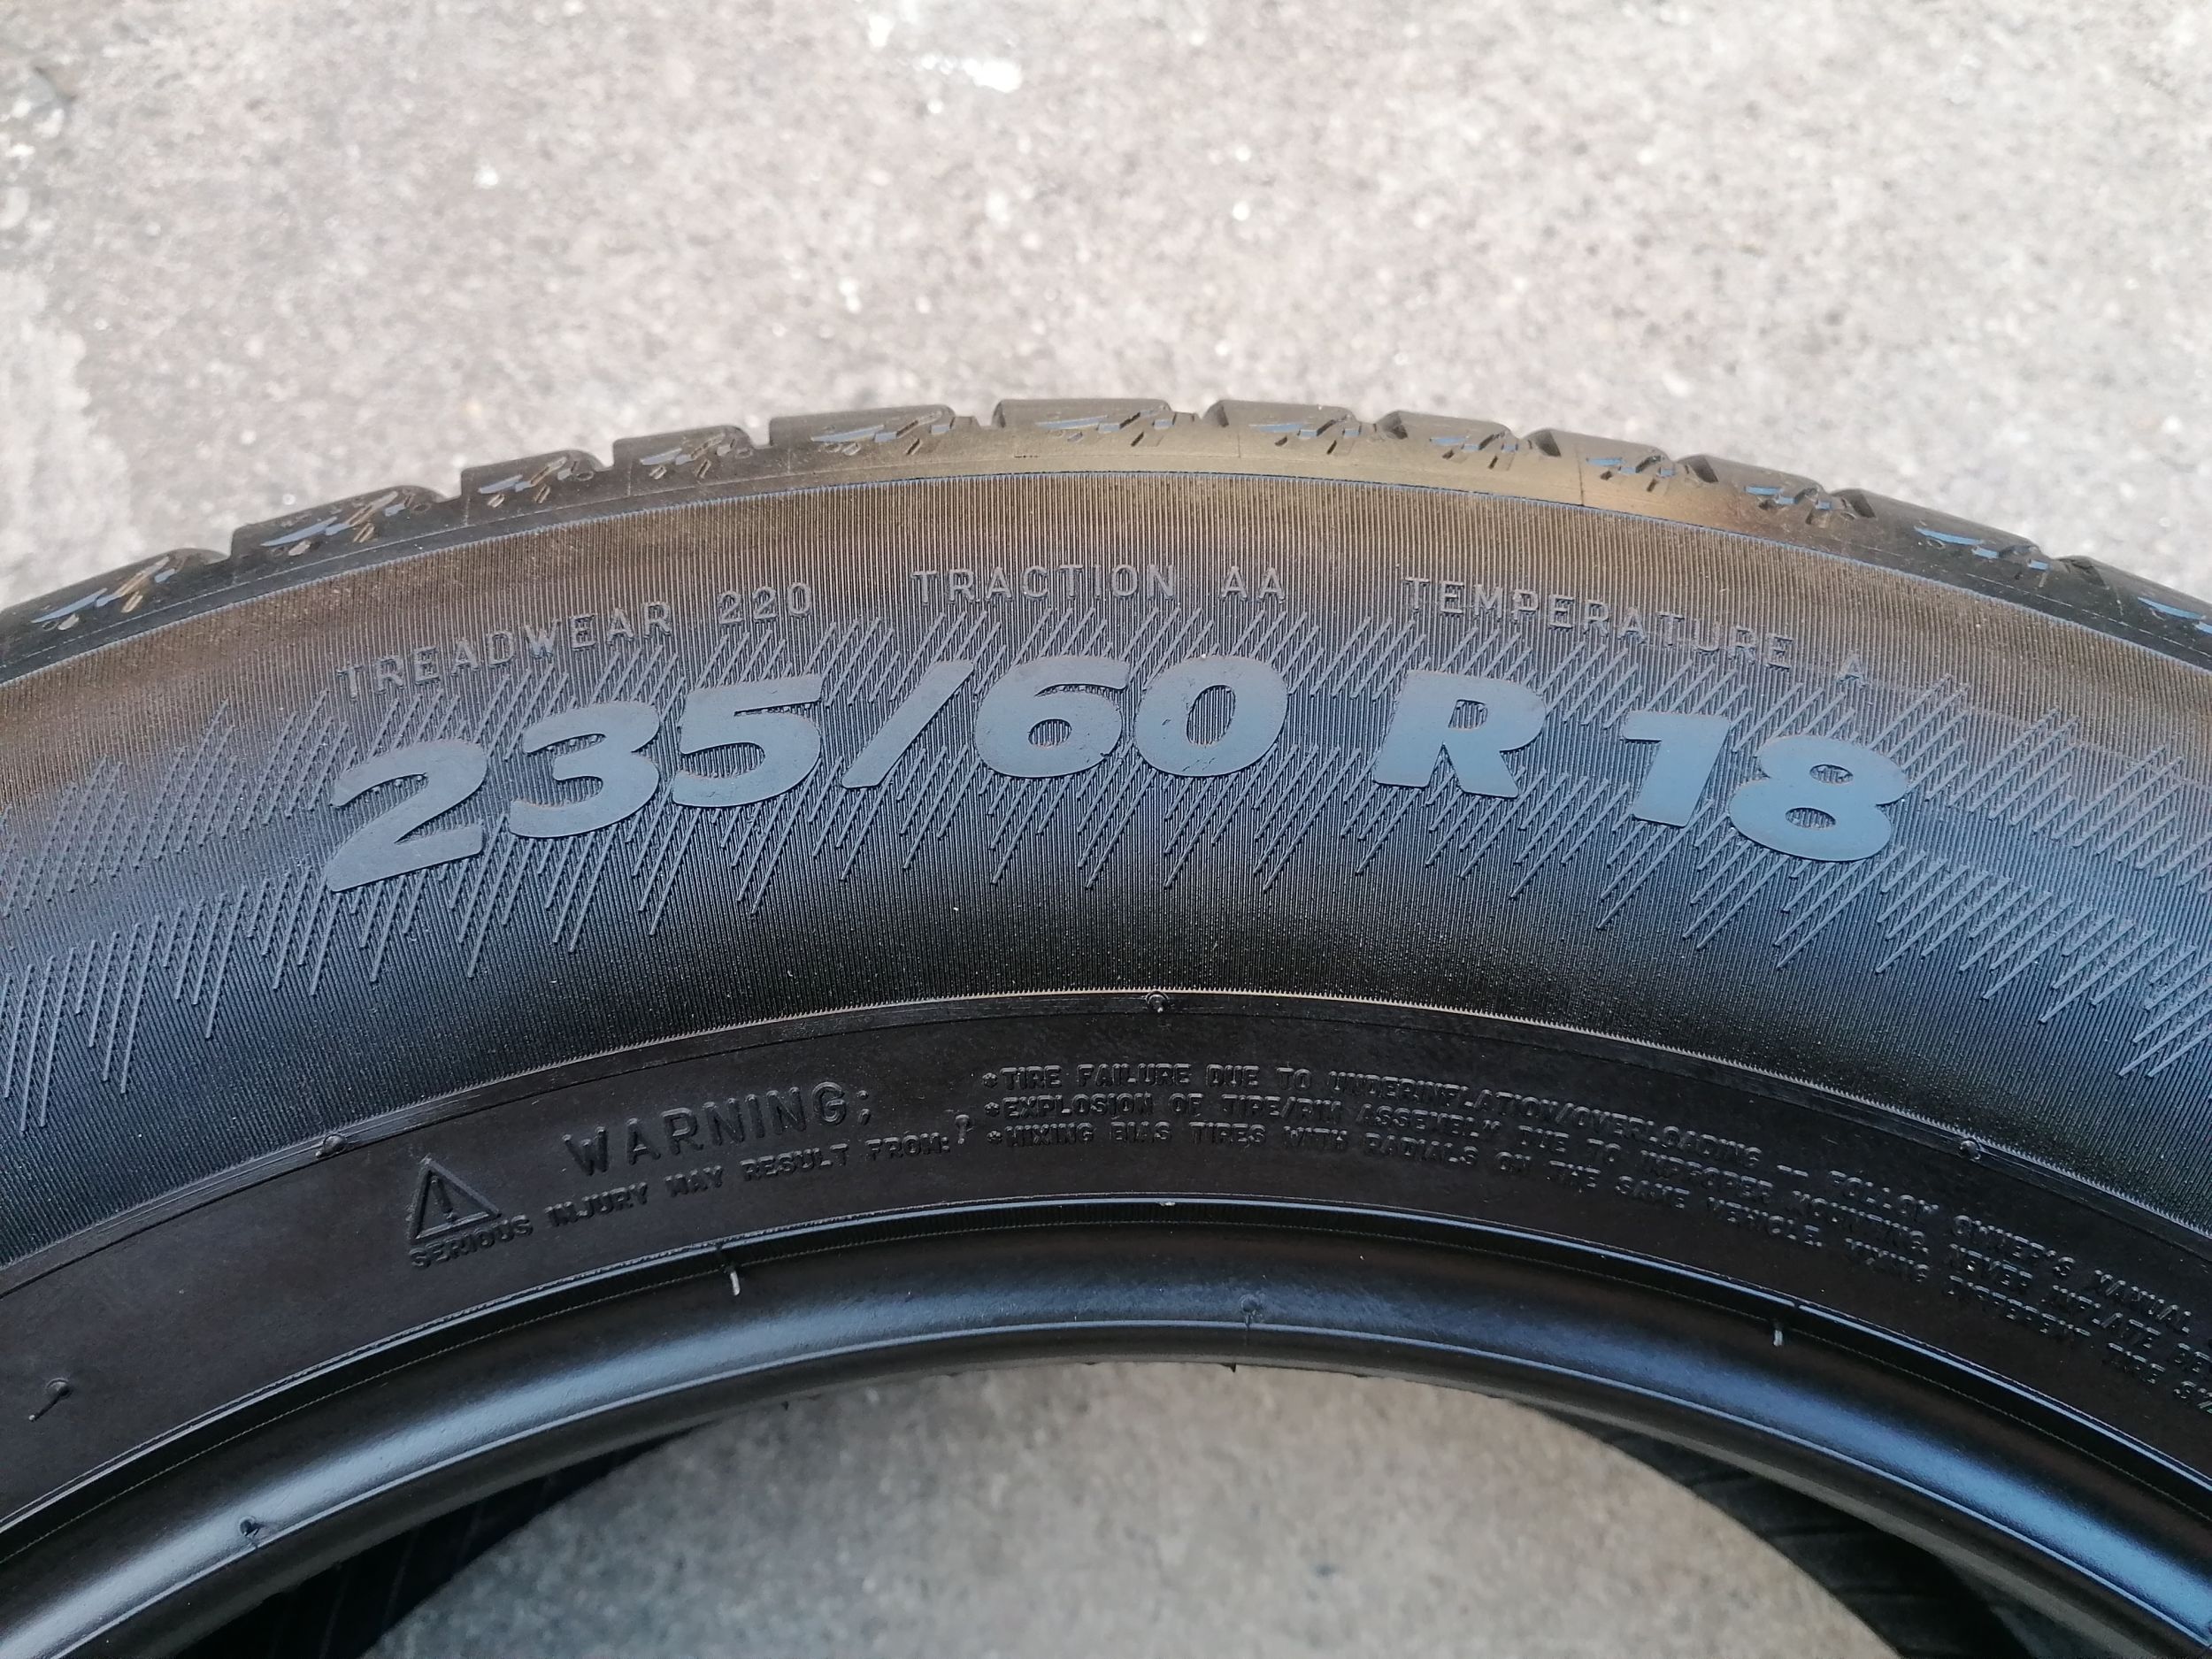 TREADWEAR 220 TRACTION AA TEMPERATURE A
235/60 R 18
WARNING:
SERIOUS INJURY MAY RESULT FROM:
*TIRE FAILURE DUE TO UNDERINFLATION/OVERLOADING - FOLLOW OWNER'S MANUAL
*EXPLOSION OF TIRE/RIM ASSEMBLY DUE TO IMPROPER MOUNTING. NEVER INFLATE
*MIXING BIAS TIRES WITH RADIALS ON THE SAME VEHICLE. MIXING DIFFERENT TIRE